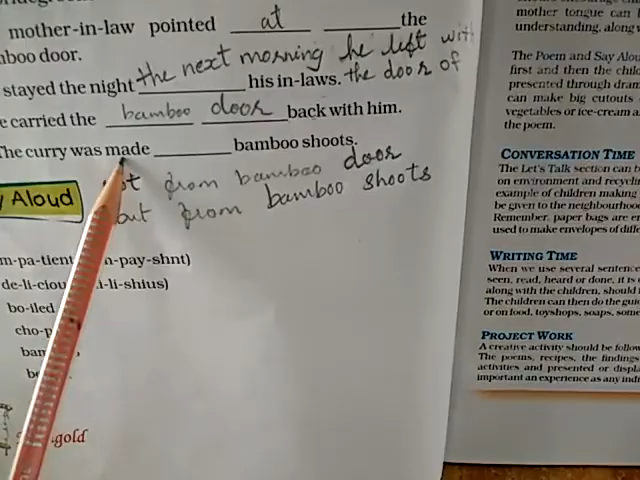 mother-in-law pointed at the
boo door.
stayed the night the next morning he left with
his in-laws. the door of
e carried the bamboo door back with him.
The curry was made bamboo shoots.
from bamboo door
but from bamboo shoots
Aloud
m-pa-tient n-pay-shnt)
de-li-ciou li-shius)
bo-iled
cho-p
bam
gold
mother tongue can
understanding, along
The Poem and Say Alou
first and then the child
presented through dram
can make big cutouts
vegetables or ice-cream a
the poem.
CONVERSATION TIME
The Let's Talk section can b
on environment and recycli
example of children making
be given to the neighbourhoo
Remember, paper bags are e
used to make envelopes of diffe
WRITING TIME
When we use several sentence
seen, read, heard or done, it is
along with the children, should
The children can then do the gui
or on food, toyshops, soaps, some
PROJECT WORK
A creative activity should be follow
The poems, recipes, the findings
activities and presented or displa
important an experience as any indi